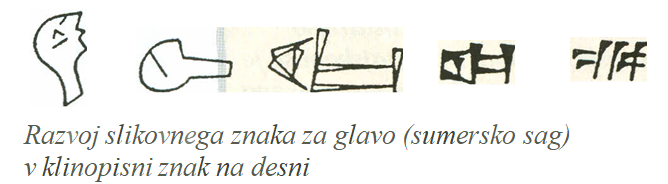 Razvoj slikovnega znaka za glavo (sumersko sag)
v klinopisni znak na desni